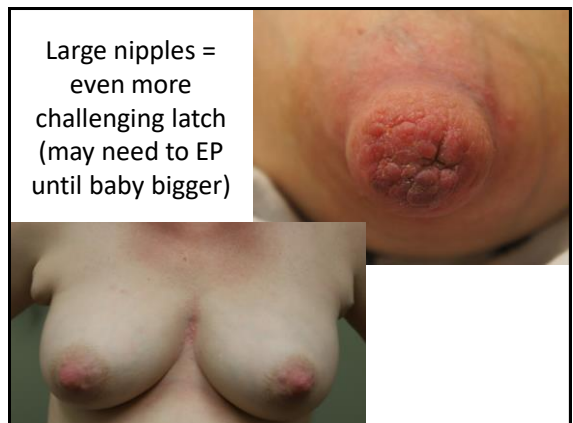 Large nipples =
even more
challenging latch
(may need to EP
until baby bigger)